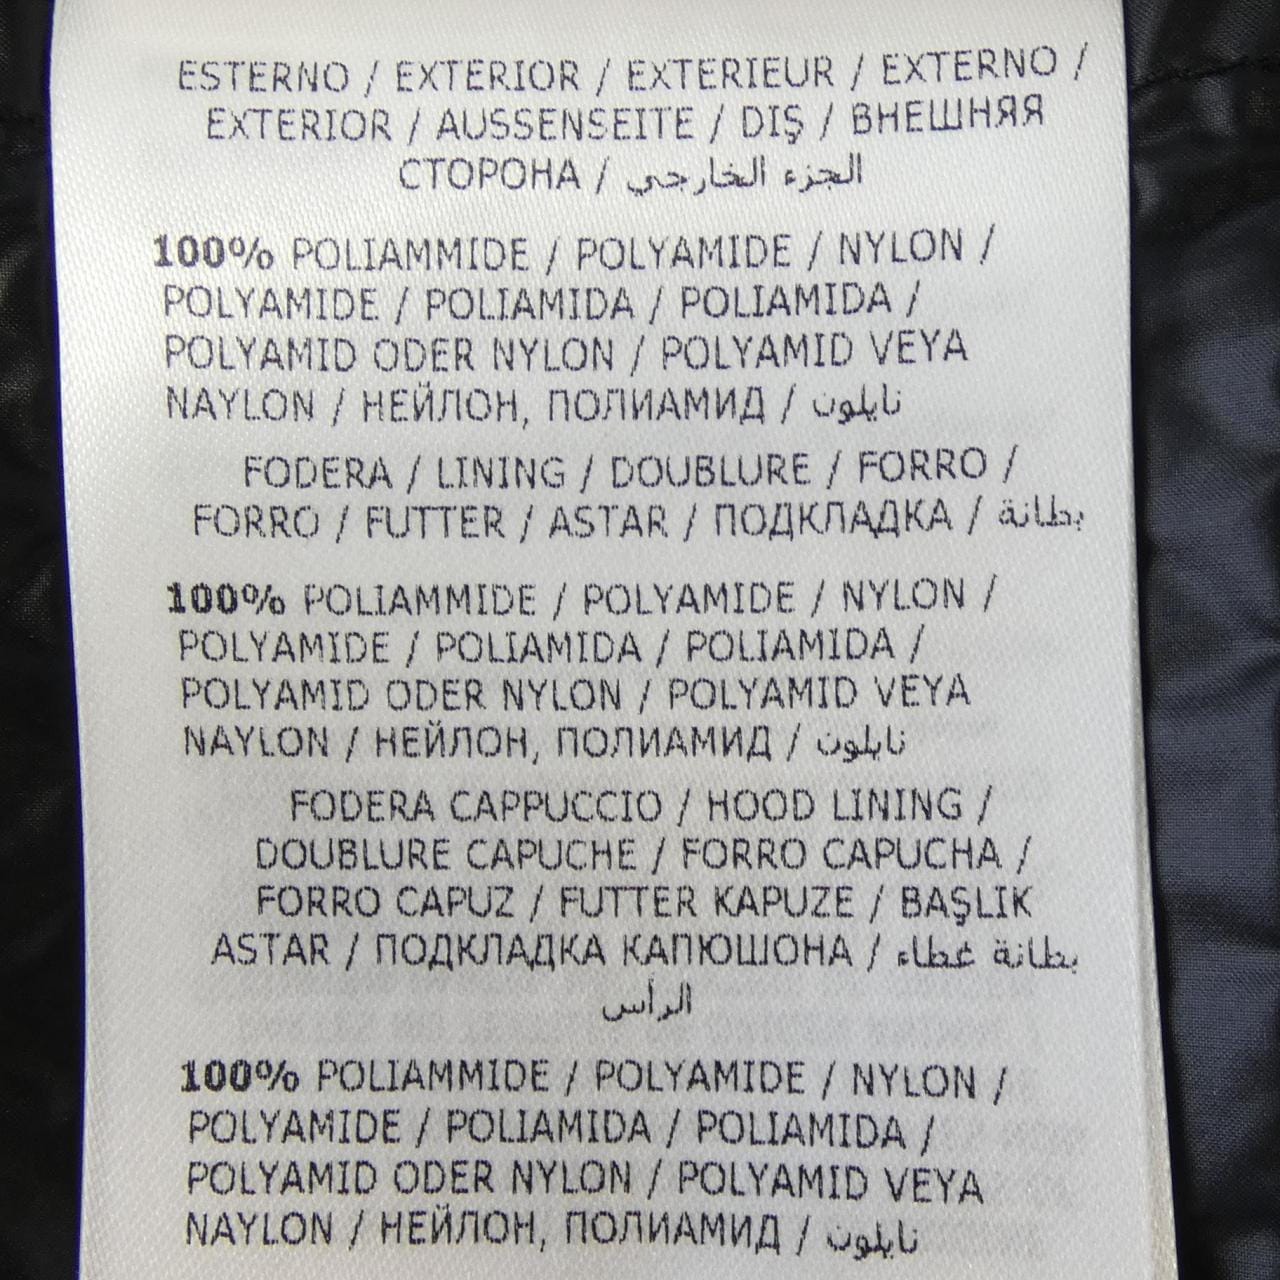 ESTERNO / EXTERIOR / EXTERIEUR / EXTERNO /
EXTERIOR / AUSSENSEITE / DIŞ / ВНЕШНЯЯ
СТОРОНА / الجزء الخارجي
100% POLIAMMIDE / POLYAMIDE / NYLON /
POLYAMIDE / POLIAMIDA / POLIAMIDA /
POLYAMID ODER NYLON / POLYAMID VEYA
NAYLON / НЕЙЛОН, ПОЛИАМИД / نايلون
FODERA / LINING / DOUBLURE / FORRO /
FORRO / FUTTER / ASTAR / ПОДКЛАДКА / بطانة
100% POLIAMMIDE / POLYAMIDE / NYLON /
POLYAMIDE / POLIAMIDA / POLIAMIDA /
POLYAMID ODER NYLON / POLYAMID VEYA
NAYLON / НЕЙЛОН, ПОЛИАМИД / نايلون
FODERA CAPPUCCIO / HOOD LINING /
DOUBLURE CAPUCHE / FORRO CAPUCHA /
FORRO CAPUZ / FUTTER KAPUZE / BAŞLIK
ASTAR / ПОДКЛАДКА КАПЮШОНА / بطانة غطاء
الرأس
100% POLIAMMIDE / POLYAMIDE / NYLON /
POLYAMIDE / POLIAMIDA / POLIAMIDA /
POLYAMID ODER NYLON / POLYAMID VEYA
NAYLON / НЕЙЛОН, ПОЛИАМИД / نايلون